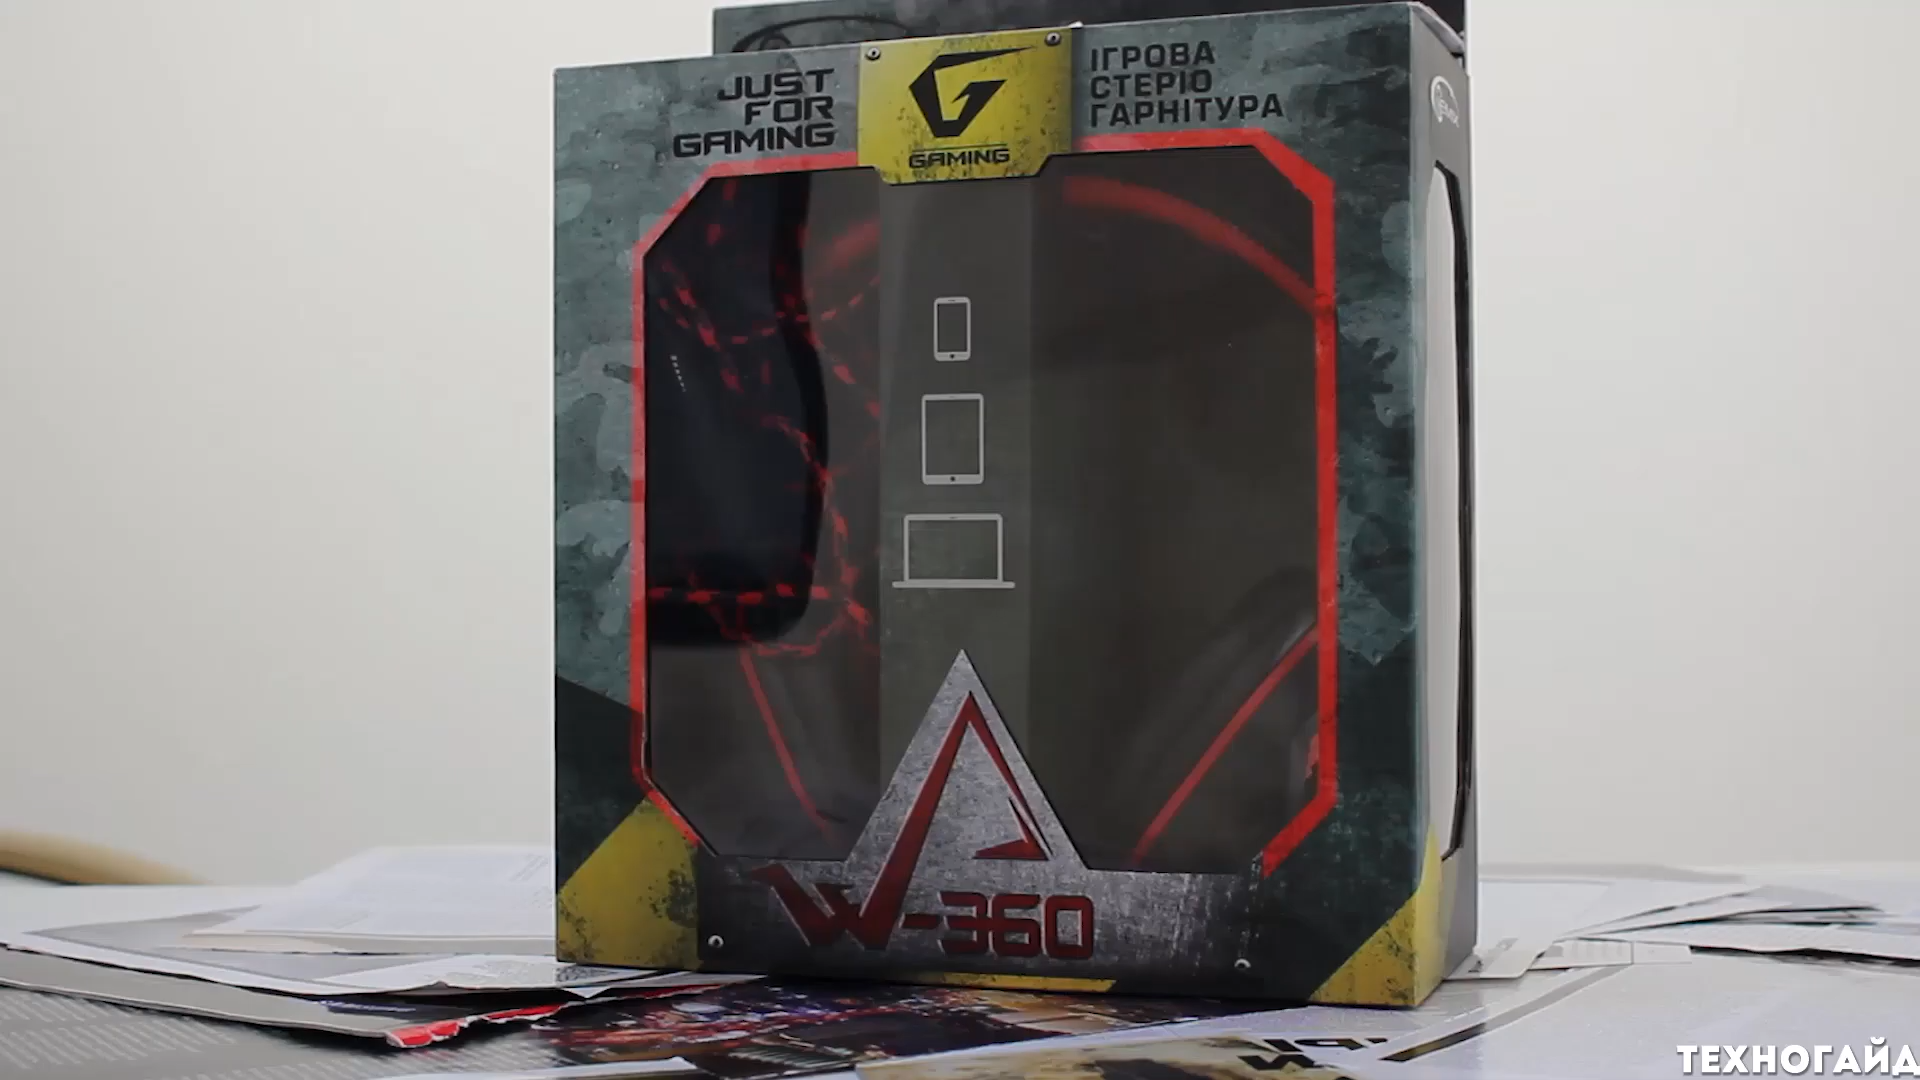 JUST
FOR
GAMING
GAMING
ІГРОВА
СТЕРІО
ГАРНІТУРА
W-360
ТЕХНОГАЙД